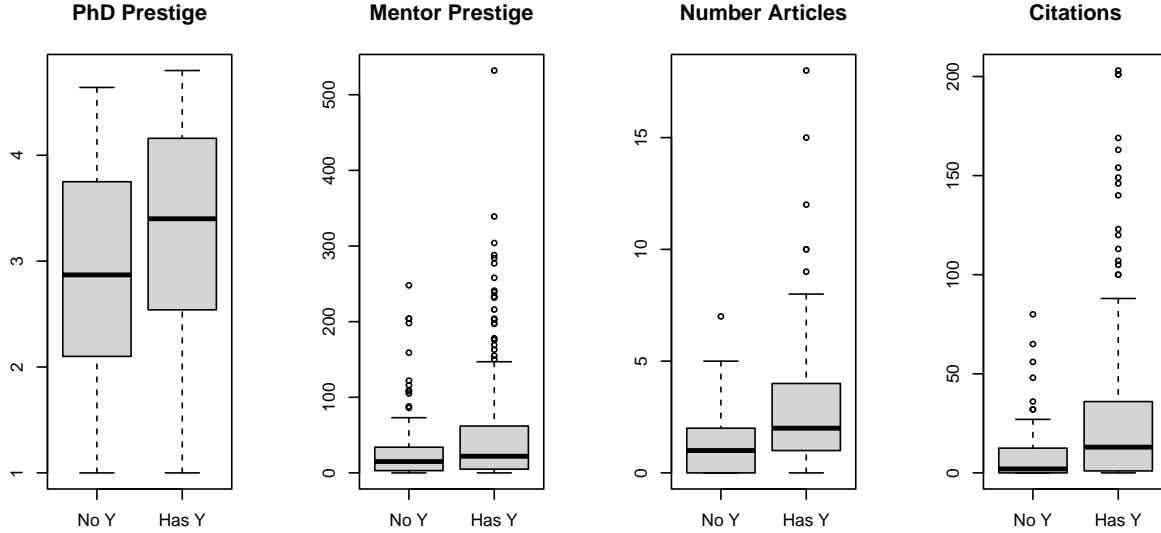 PhD Prestige
4
3
2
1
No Y Has Y
Mentor Prestige
500
400
300
200
100
0
No Y Has Y
Number Articles
15
10
5
0
No Y Has Y
Citations
200
150
100
50
0
No Y Has Y